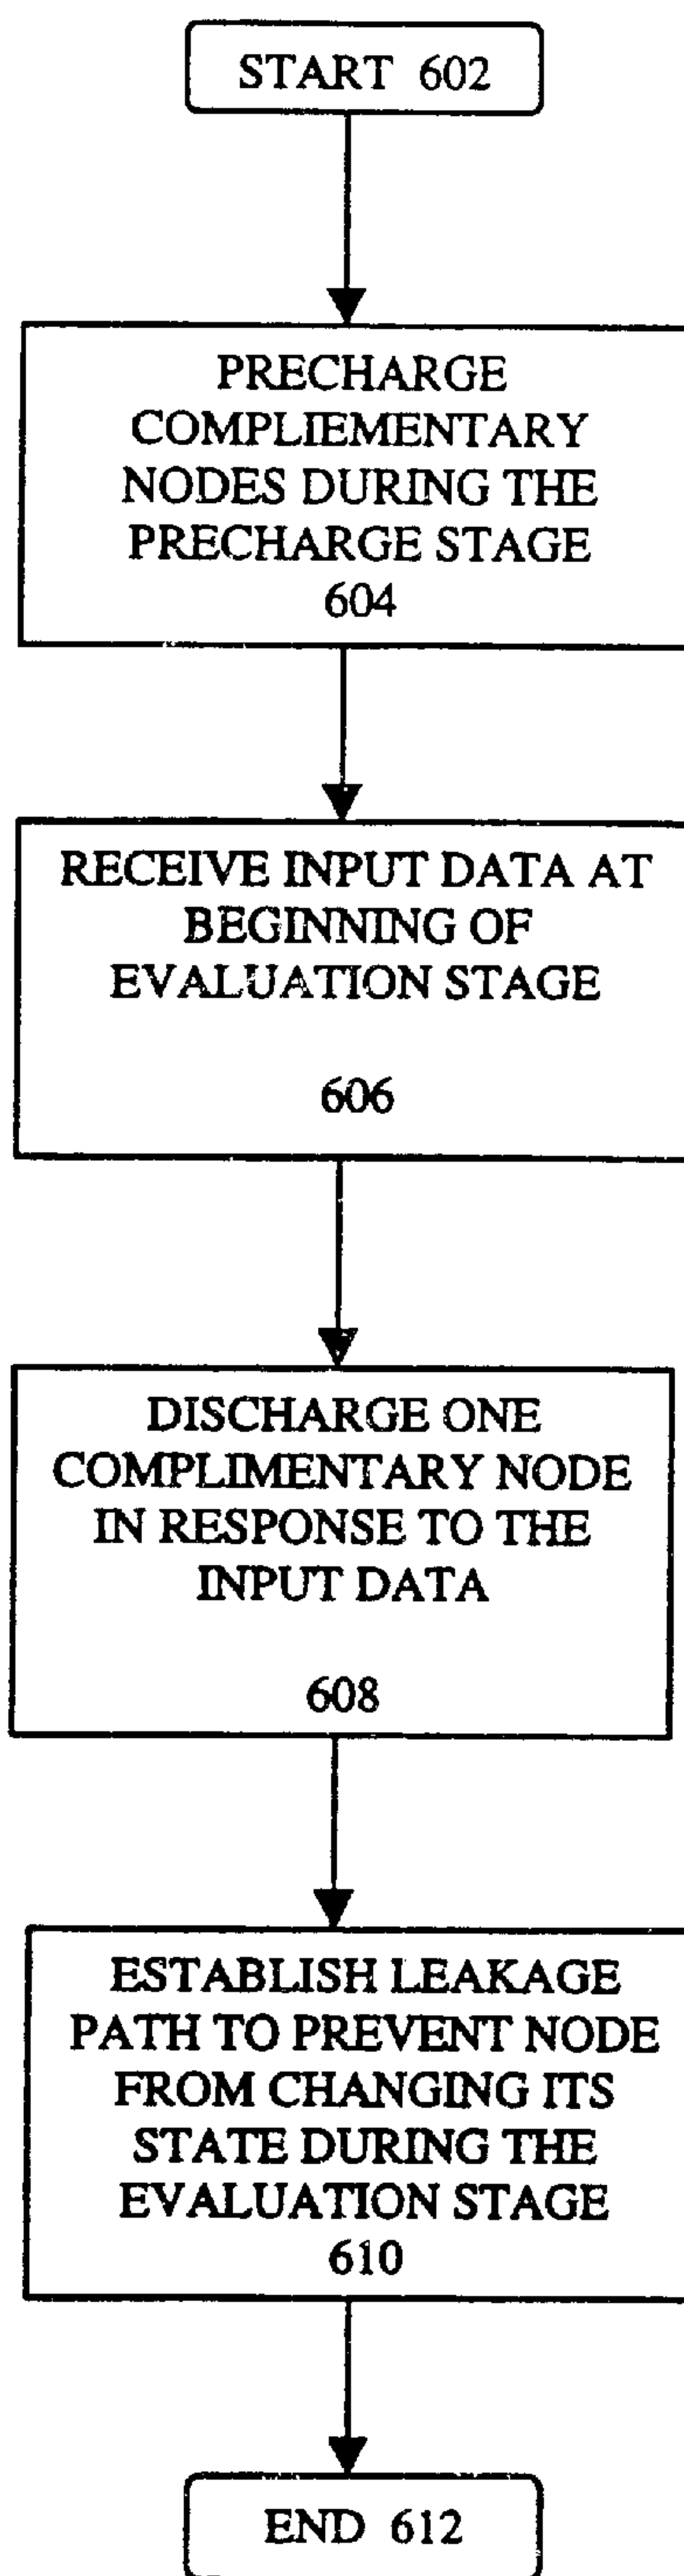 START 602
PRECHARGE
COMPLIEMENTARY
NODES DURING THE
PRECHARGE STAGE
604
RECEIVE INPUT DATA AT
BEGINNING OF
EVALUATION STAGE
606
DISCHARGE ONE
COMPLIMENTARY NODE
IN RESPONSE TO THE
INPUT DATA
608
ESTABLISH LEAKAGE
PATH TO PREVENT NODE
FROM CHANGING ITS
STATE DURING THE
EVALUATION STAGE
610
END 612